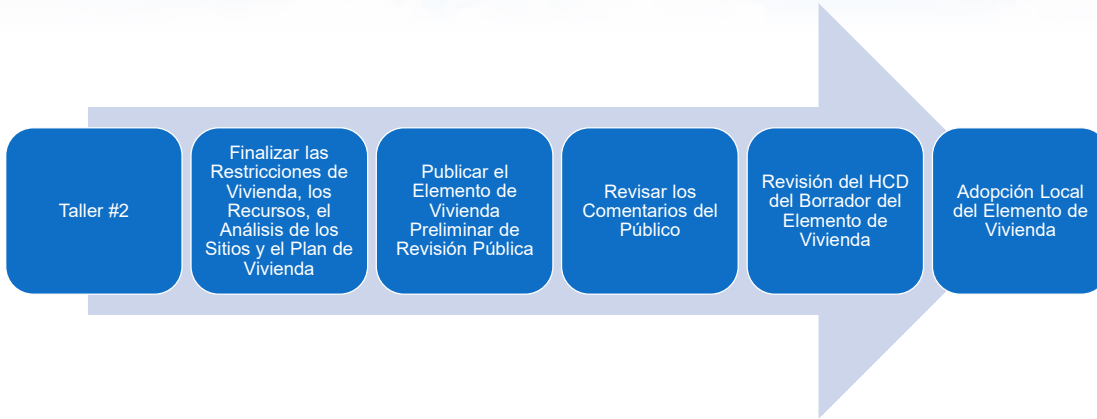 Taller #2
Finalizar las
Restricciones de
Vivienda, los
Recursos, el
Análisis de los
Sitios y el Plan de
Vivienda
Publicar el
Elemento de
Vivienda
Preliminar de
Revisión Pública
Revisar los
Comentarios del
Público
Revisión del HCD
del Borrador del
Elemento de
Vivienda
Adopción Local
del Elemento de
Vivienda